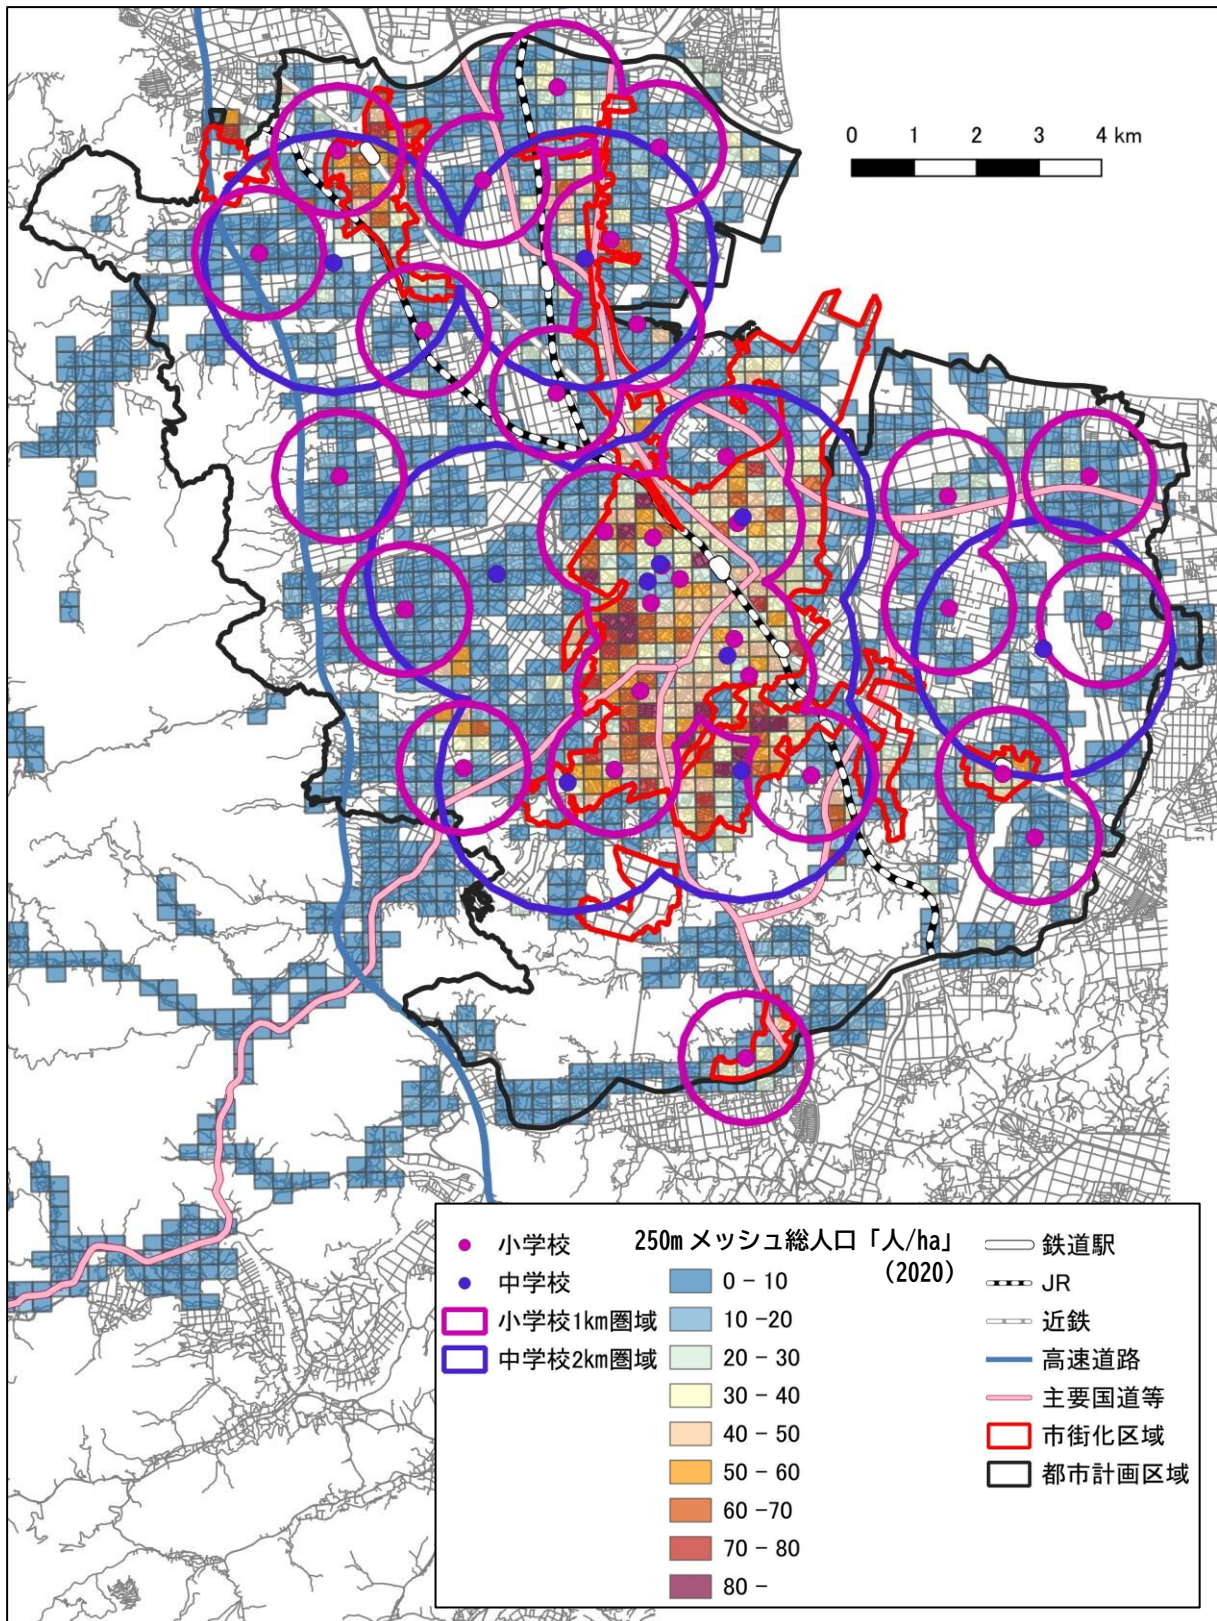 0 1 2 3 4 km
小学校
中学校
小学校1km圏域
中学校2km圏域
250m メッシュ総人口「人/ha」
（2020）
0 - 10
10 -20
20 - 30
30 - 40
40 - 50
50 - 60
60 -70
70 - 80
80 -
鉄道駅
JR
近鉄
高速道路
主要国道等
市街化区域
都市計画区域